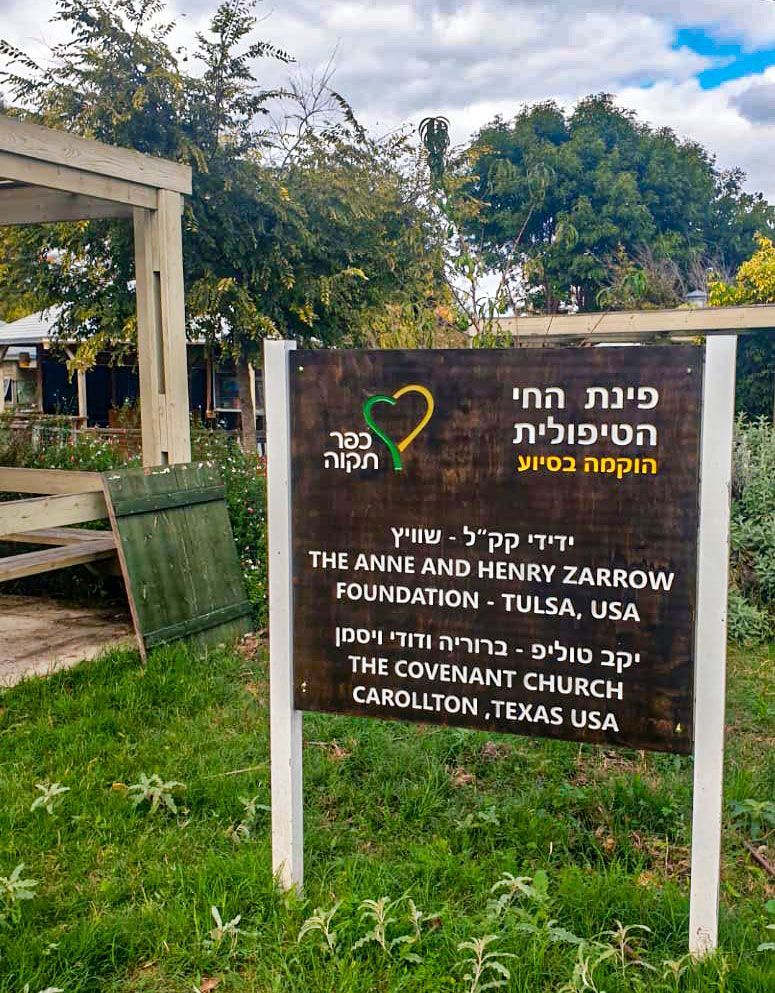 כפר
תקוה
פינת החי
הטיפולית
הוקמה בסיוע
ידידי קק״ל - שוויץ
THE ANNE AND HENRY ZARROW
FOUNDATION - TULSA, USA
יקב טוליפ - ברוריה ודודי ויסמן
THE COVENANT CHURCH
CAROLLTON ,TEXAS USA